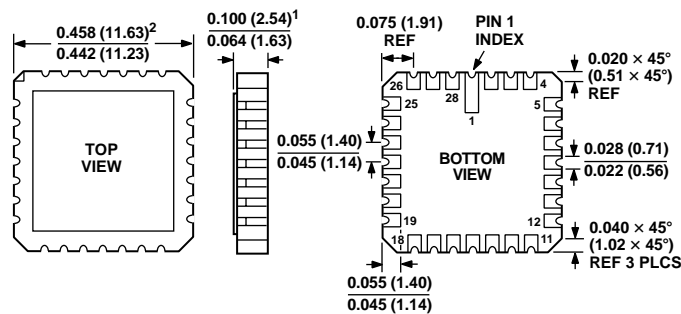 0.458 (11.63)²
0.442 (11.23)
0.100 (2.54)¹
0.064 (1.63)
0.075 (1.91)
REF
PIN 1
INDEX
0.020 × 45°
(0.51 × 45°)
REF
26
28
4
25
5
1
TOP
VIEW
0.055 (1.40)
0.045 (1.14)
BOTTOM
VIEW
0.028 (0.71)
0.022 (0.56)
19
12
18
11
0.040 × 45°
(1.02 × 45°)
REF 3 PLCS
0.055 (1.40)
0.045 (1.14)